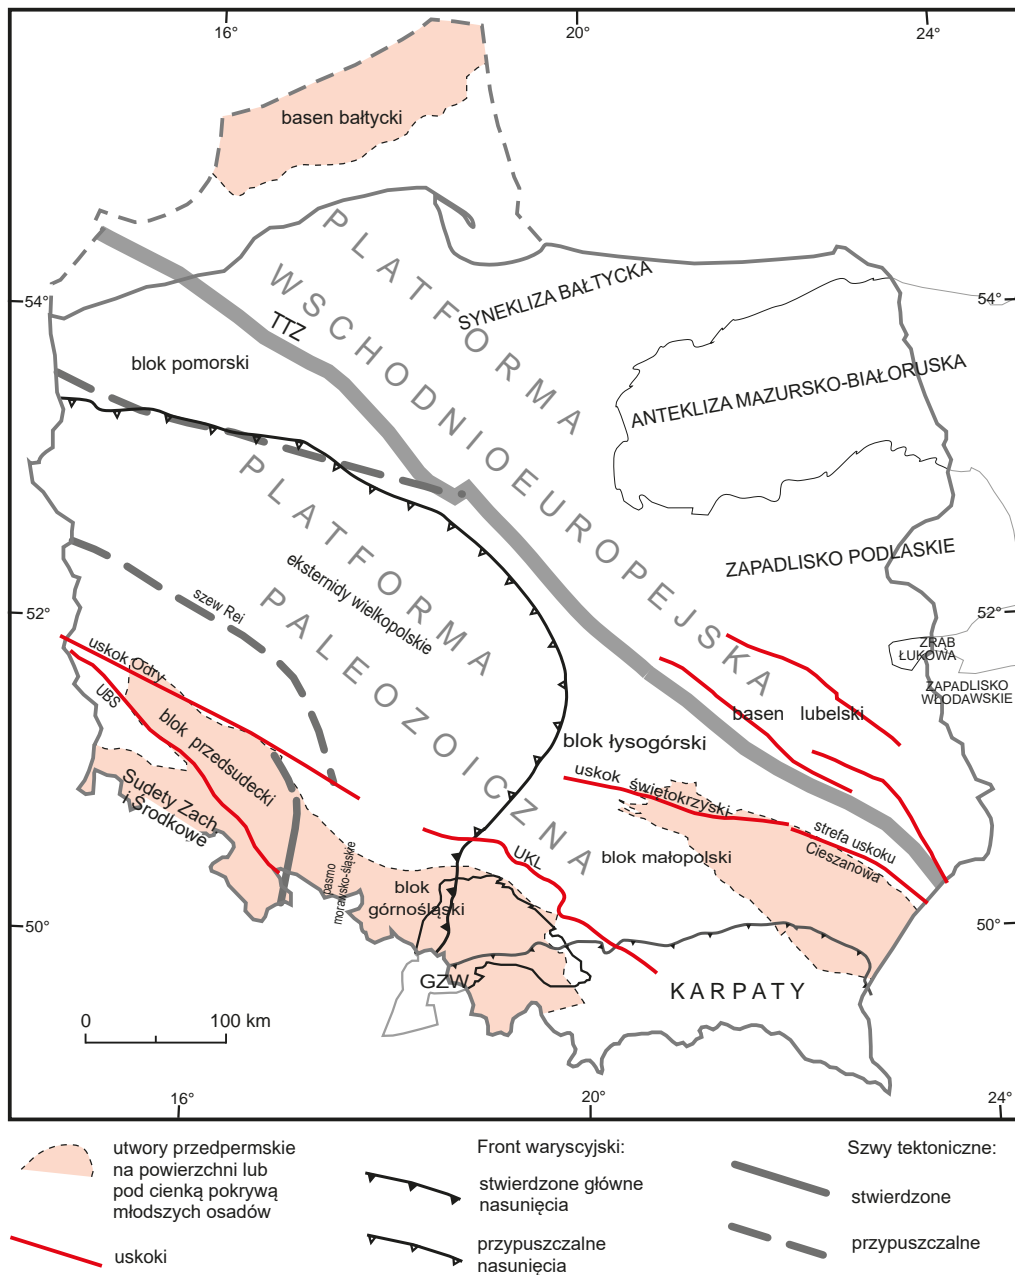 16°
20°
24°
basen bałtycki
PLATFORMA
WSCHODNIOEUROPEJSKA
SYNEKLIZA BAŁTYCKA
54°
54°
TTZ
blok pomorski
ANTEKLIZA MAZURSKO-BIAŁORUSKA
PLATFORMA
PALEOZOICZNA
eksternidy wielkopolskie
ZAPADLISKO PODLASKIE
szew Rei
52°
52°
uskok Odry
ZRĄB
ŁUKOWA
ZAPADLISKO
WŁODAWSKIE
UBS
blok przedsudecki
basen lubelski
blok łysogórski
Sudety Zach
i Środkowe
uskok świętokrzyski
strefa uskoku
Cieszanowa
UKL
blok małopolski
pasmo
morawsko-śląskie
blok
górnośląski
50°
50°
GZW
KARPATY
0
100 km
16°
20°
24°
utwory przedpermskie
na powierzchni lub
pod cienką pokrywą
młodszych osadów
uskoki
Front waryscyjski:
stwierdzone główne
nasunięcia
przypuszczalne
nasunięcia
Szwy tektoniczne:
stwierdzone
przypuszczalne